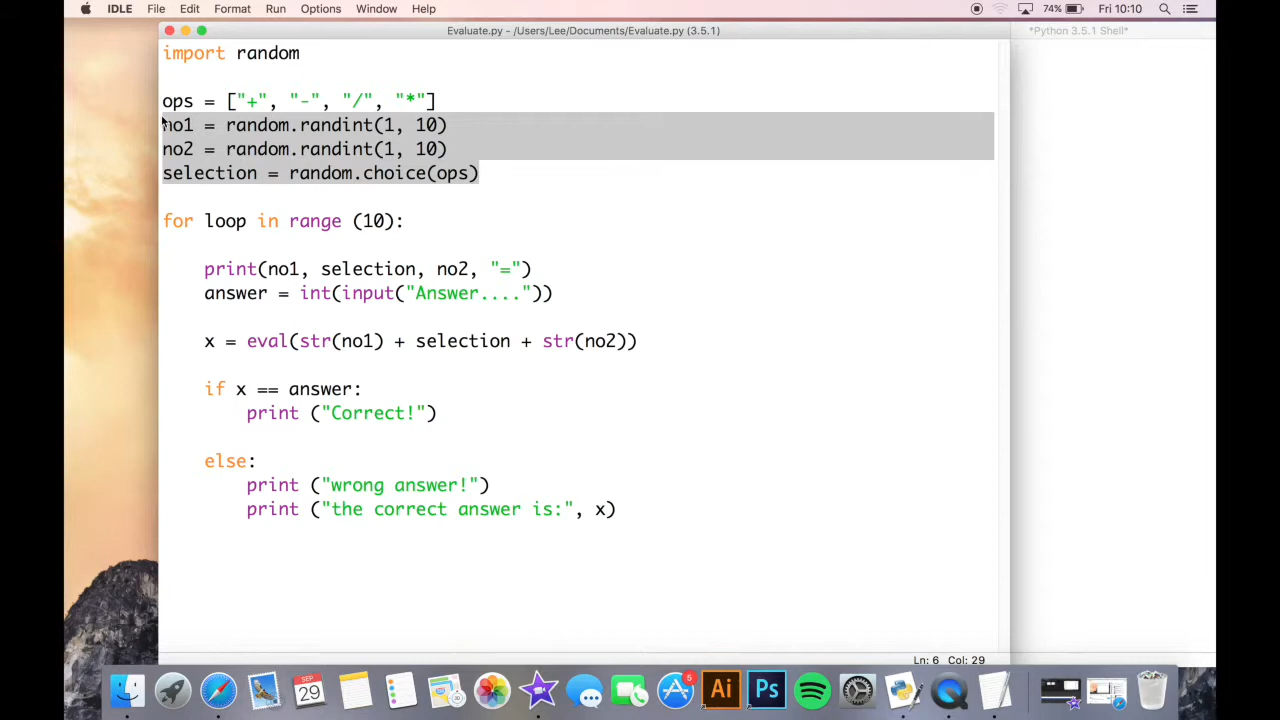 IDLE File Edit Format Run Options Window Help 74% Fri 10:10
Evaluate.py - /Users/Lee/Documents/Evaluate.py (3.5.1)
*Python 3.5.1 Shell*
import random
ops = ["+", "-", "/", "*"]
no1 = random.randint(1, 10)
no2 = random.randint(1, 10)
selection = random.choice(ops)
for loop in range (10):
print(no1, selection, no2, "=")
answer = int(input("Answer...."))
x = eval(str(no1) + selection + str(no2))
if x == answer:
print ("Correct!")
else:
print ("wrong answer!")
print ("the correct answer is:", x)
Ln: 6 Col: 29
SEP
29
5
Ai
Ps